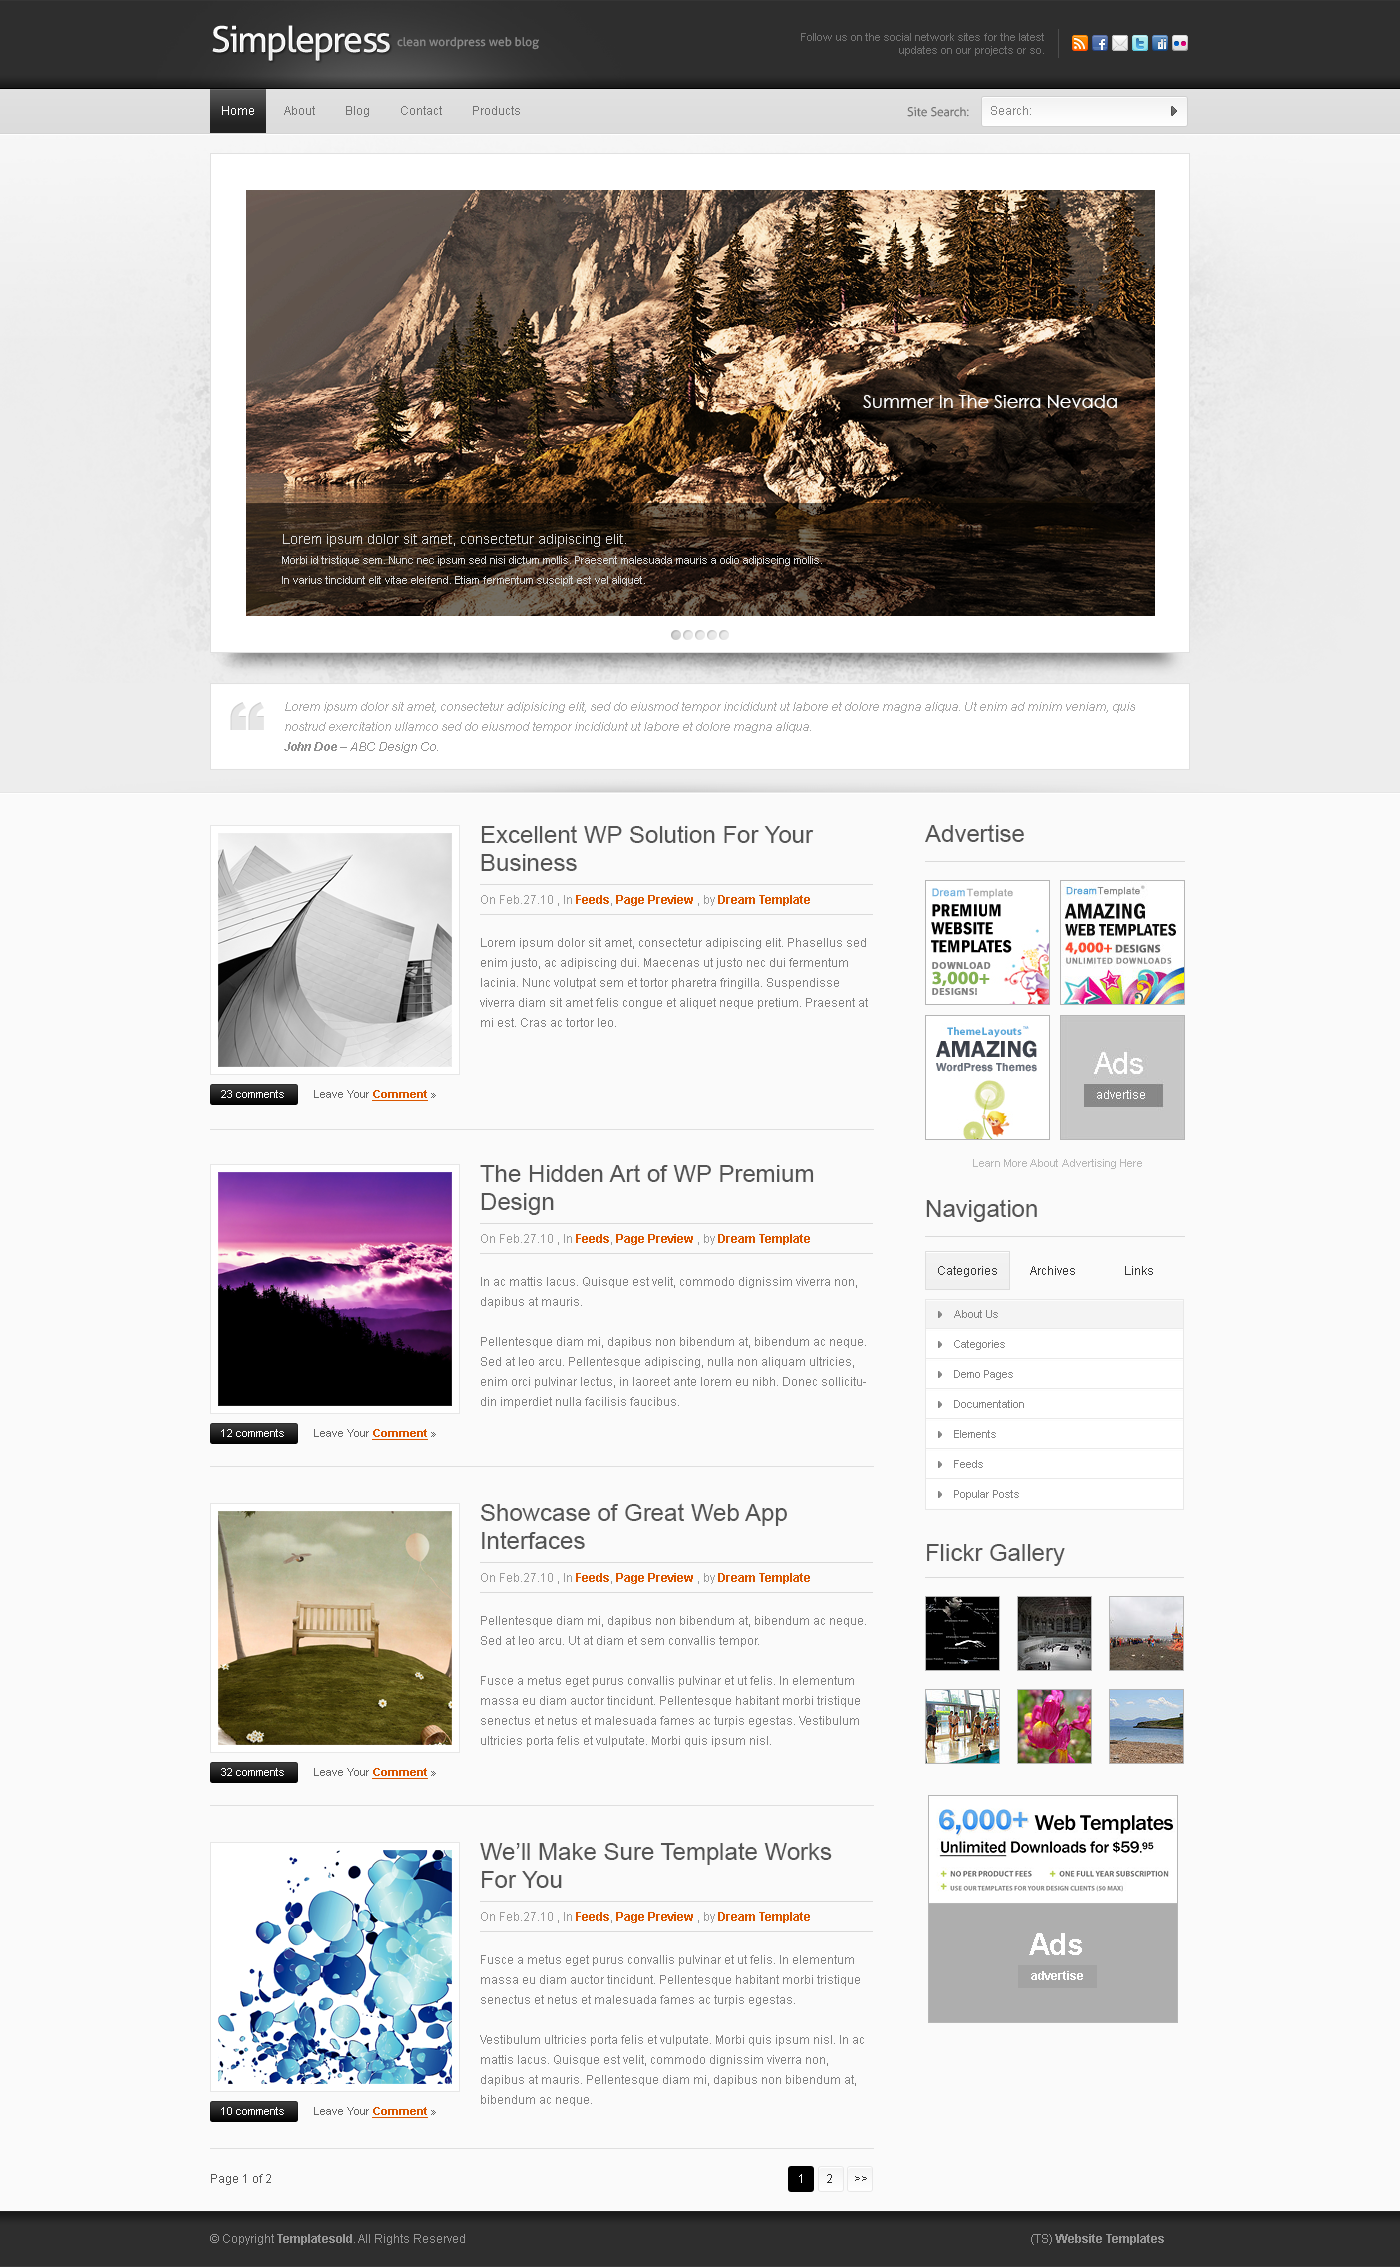 Simplepress clean wordpress web blog
Follow us on the social network sites for the latest
updates on our projects or so.
Home About Blog Contact Products
Site Search: Search:
Summer In The Sierra Nevada
Lorem ipsum dolor sit amet, consectetur adipiscing elit.
Morbi id tristique sem. Nunc nec ipsum sed nisi dictum mollis. Praesent malesuada mauris a odio adipiscing mollis.
In varius tincidunt elit vitae eleifend. Etiam fermentum suscipit est vel aliquet.
Lorem ipsum dolor sit amet, consectetur adipisicing elit, sed do eiusmod tempor incididunt ut labore et dolore magna aliqua. Ut enim ad minim veniam, quis
nostrud exercitation ullamco sed do eiusmod tempor incididunt ut labore et dolore magna aliqua.
John Doe – ABC Design Co.
Excellent WP Solution For Your
Business
On Feb.27.10 , In Feeds, Page Preview , by Dream Template
Lorem ipsum dolor sit amet, consectetur adipiscing elit. Phasellus sed
enim justo, ac adipiscing dui. Maecenas ut justo nec dui fermentum
lacinia. Nunc volutpat sem et tortor pharetra fringilla. Suspendisse
viverra diam sit amet felis congue et aliquet neque pretium. Praesent at
mi est. Cras ac tortor leo.
23 comments Leave Your Comment »
The Hidden Art of WP Premium
Design
On Feb.27.10 , In Feeds, Page Preview , by Dream Template
In ac mattis lacus. Quisque est velit, commodo dignissim viverra non,
dapibus at mauris.
Pellentesque diam mi, dapibus non bibendum at, bibendum ac neque.
Sed at leo arcu. Pellentesque adipiscing, nulla non aliquam ultricies,
enim orci pulvinar lectus, in laoreet ante lorem eu nibh. Donec sollicitu-
din imperdiet nulla facilisis faucibus.
12 comments Leave Your Comment »
Showcase of Great Web App
Interfaces
On Feb.27.10 , In Feeds, Page Preview , by Dream Template
Pellentesque diam mi, dapibus non bibendum at, bibendum ac neque.
Sed at leo arcu. Ut at diam et sem convallis tempor.
Fusce a metus eget purus convallis pulvinar et ut felis. In elementum
massa eu diam auctor tincidunt. Pellentesque habitant morbi tristique
senectus et netus et malesuada fames ac turpis egestas. Vestibulum
ultricies porta felis et vulputate. Morbi quis ipsum nisl.
32 comments Leave Your Comment »
We'll Make Sure Template Works
For You
On Feb.27.10 , In Feeds, Page Preview , by Dream Template
Fusce a metus eget purus convallis pulvinar et ut felis. In elementum
massa eu diam auctor tincidunt. Pellentesque habitant morbi tristique
senectus et netus et malesuada fames ac turpis egestas.
Vestibulum ultricies porta felis et vulputate. Morbi quis ipsum nisl. In ac
mattis lacus. Quisque est velit, commodo dignissim viverra non,
dapibus at mauris. Pellentesque diam mi, dapibus non bibendum at,
bibendum ac neque.
10 comments Leave Your Comment »
Page 1 of 2
1 2 >>
Advertise
DreamTemplate
PREMIUM
WEBSITE
TEMPLATES
DOWNLOAD
3,000+
DESIGNS!
DreamTemplate®
AMAZING
WEB TEMPLATES
4,000+ DESIGNS
UNLIMITED DOWNLOADS
ThemeLayouts™
AMAZING
WordPress Themes
Ads
advertise
Learn More About Advertising Here
Navigation
Categories Archives Links
About Us
Categories
Demo Pages
Documentation
Elements
Feeds
Popular Posts
Flickr Gallery
6,000+ Web Templates
Unlimited Downloads for $59.95
+ NO PER PRODUCT FEES + ONE FULL YEAR SUBSCRIPTION
+ USE OUR TEMPLATES FOR YOUR DESIGN CLIENTS (50 MAX)
Ads
advertise
© Copyright Templatesold. All Rights Reserved
(TS) Website Templates